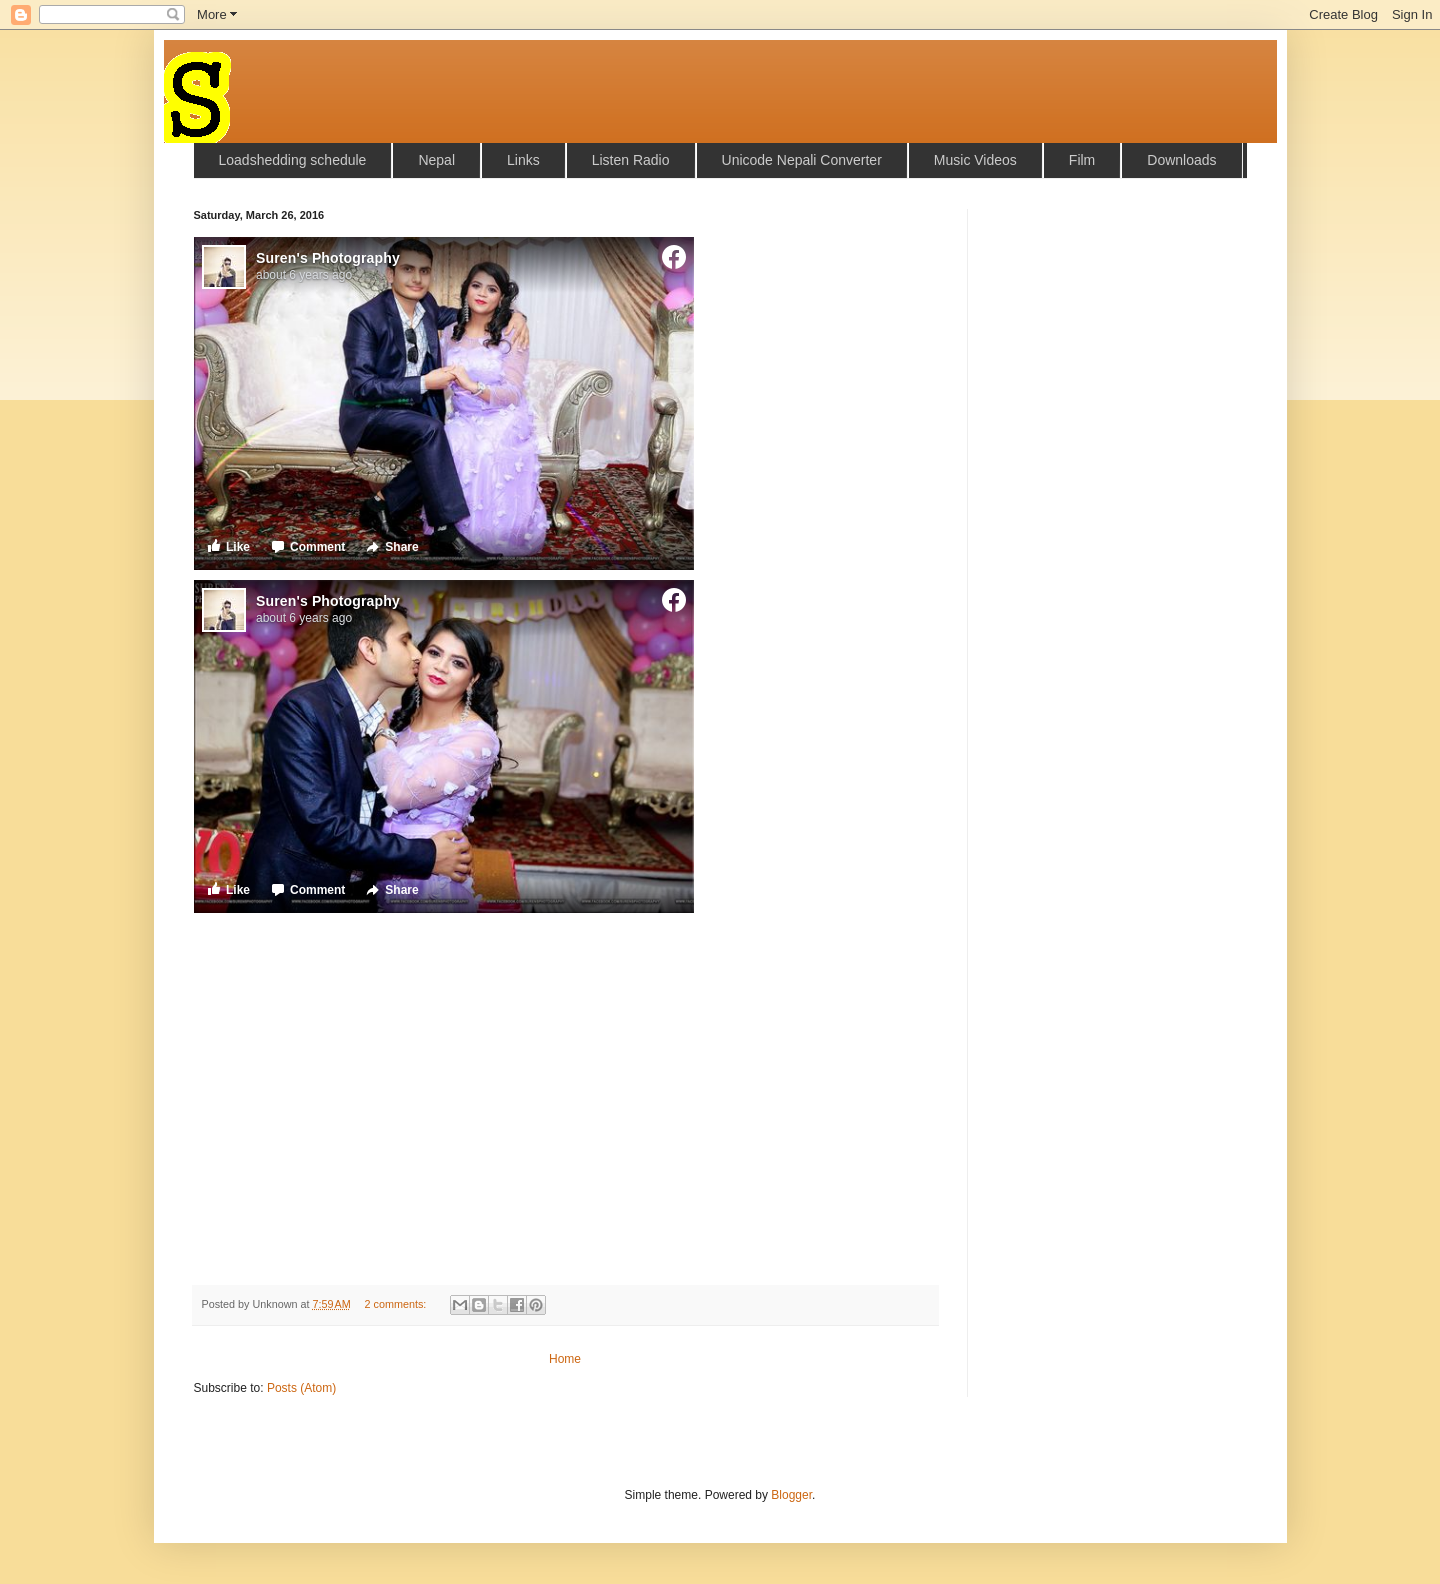 More
Create Blog
Sign In
S
Loadshedding schedule
Nepal
Links
Listen Radio
Unicode Nepali Converter
Music Videos
Film
Downloads
Saturday, March 26, 2016
Suren's Photography
about 6 years ago
Like
Comment
Share
Suren's Photography
about 6 years ago
Like
Comment
Share
Posted by Unknown at 7:59 AM
2 comments:
Home
Subscribe to: Posts (Atom)
Simple theme. Powered by Blogger.